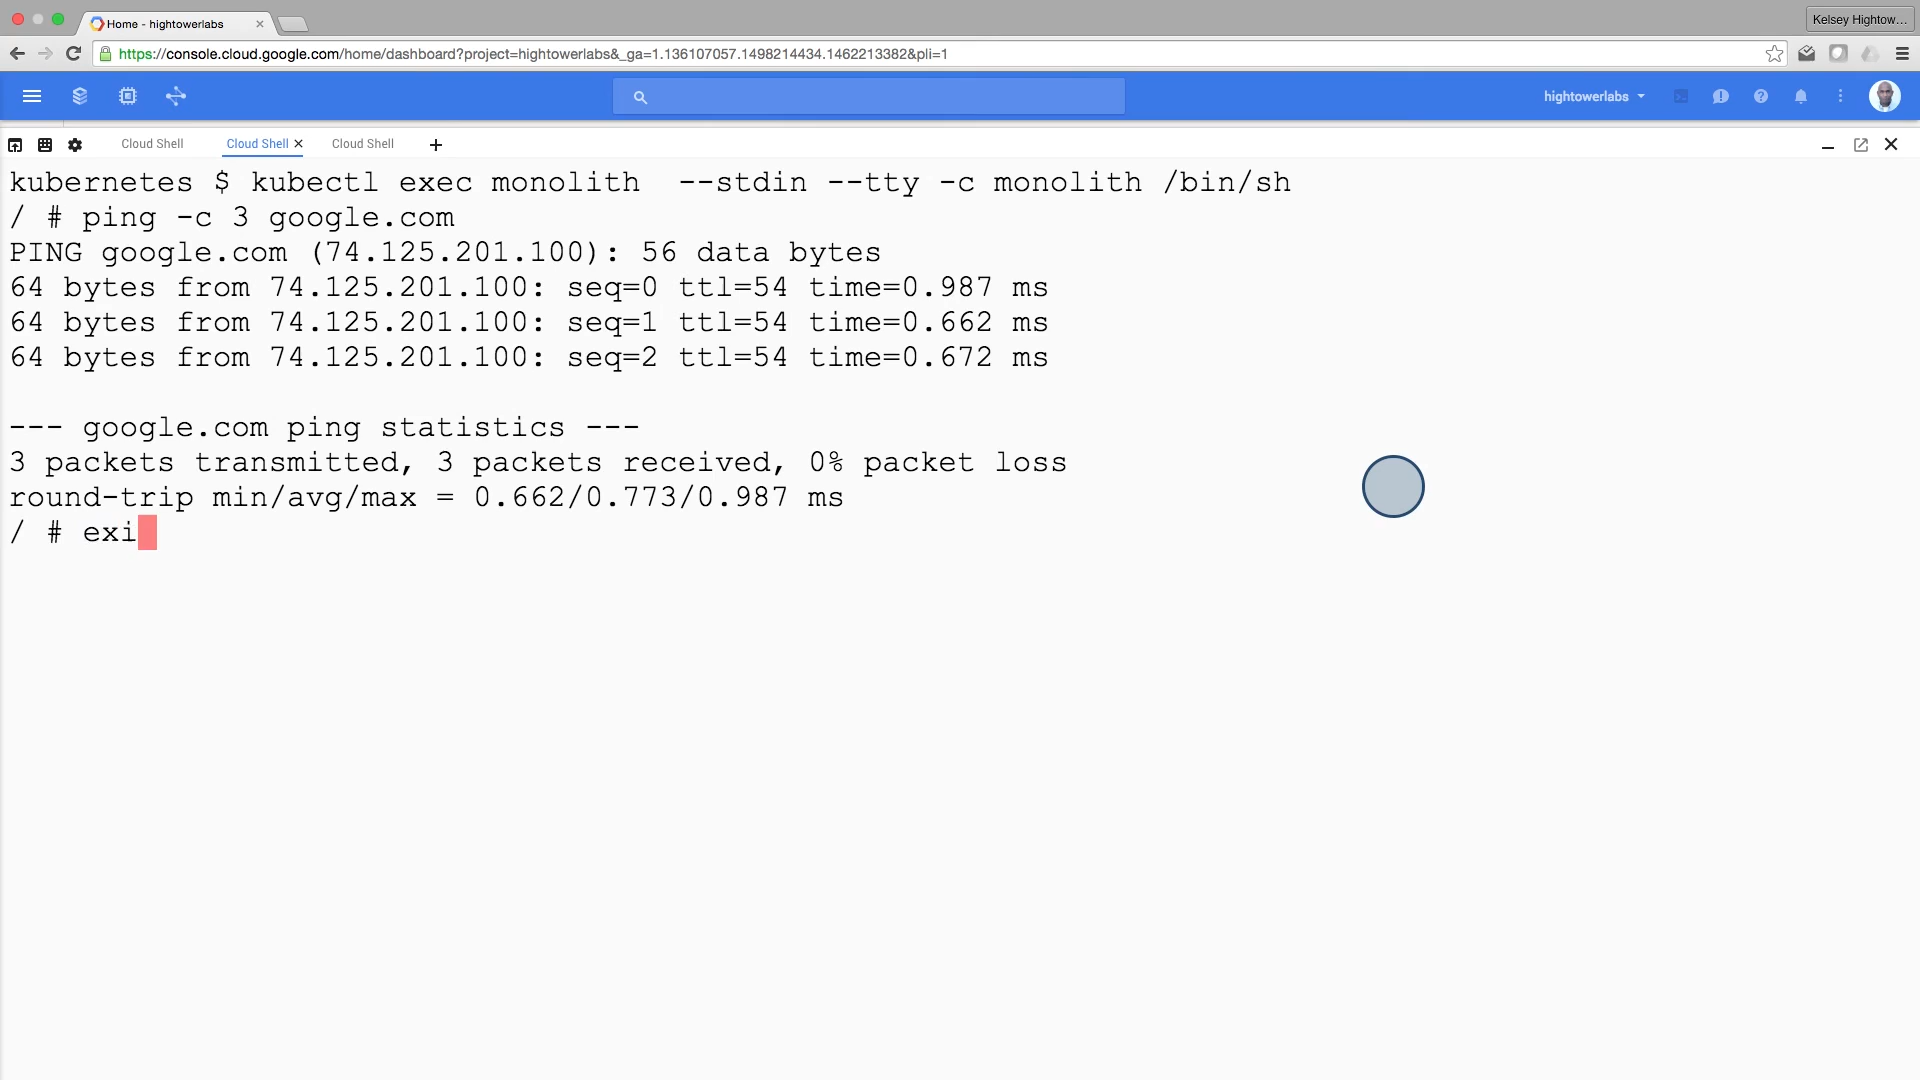 Home - hightowerlabs
Kelsey Hightow...
https://console.cloud.google.com/home/dashboard?project=hightowerlabs&_ga=1.136107057.1498214434.1462213382&pli=1
hightowerlabs
Cloud Shell
Cloud Shell
Cloud Shell
kubernetes $ kubectl exec monolith  --stdin --tty -c monolith /bin/sh
/ # ping -c 3 google.com
PING google.com (74.125.201.100): 56 data bytes
64 bytes from 74.125.201.100: seq=0 ttl=54 time=0.987 ms
64 bytes from 74.125.201.100: seq=1 ttl=54 time=0.662 ms
64 bytes from 74.125.201.100: seq=2 ttl=54 time=0.672 ms
--- google.com ping statistics ---
3 packets transmitted, 3 packets received, 0% packet loss
round-trip min/avg/max = 0.662/0.773/0.987 ms
/ # exi